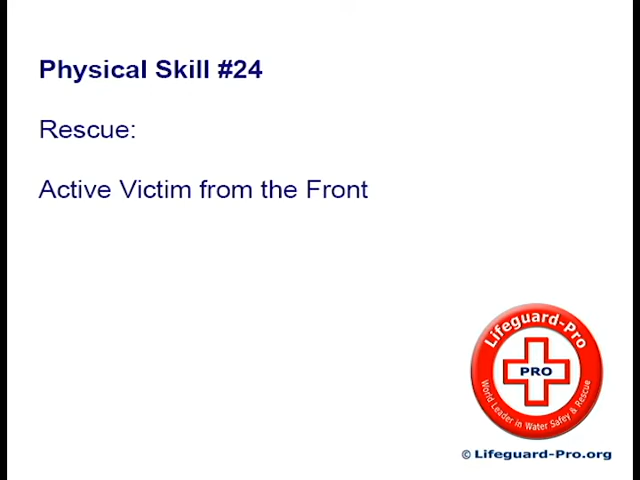 Physical Skill #24
Rescue:
Active Victim from the Front
Lifeguard-Pro
PRO
World Leader in Water Safey & Rescue
© Lifeguard-Pro.org